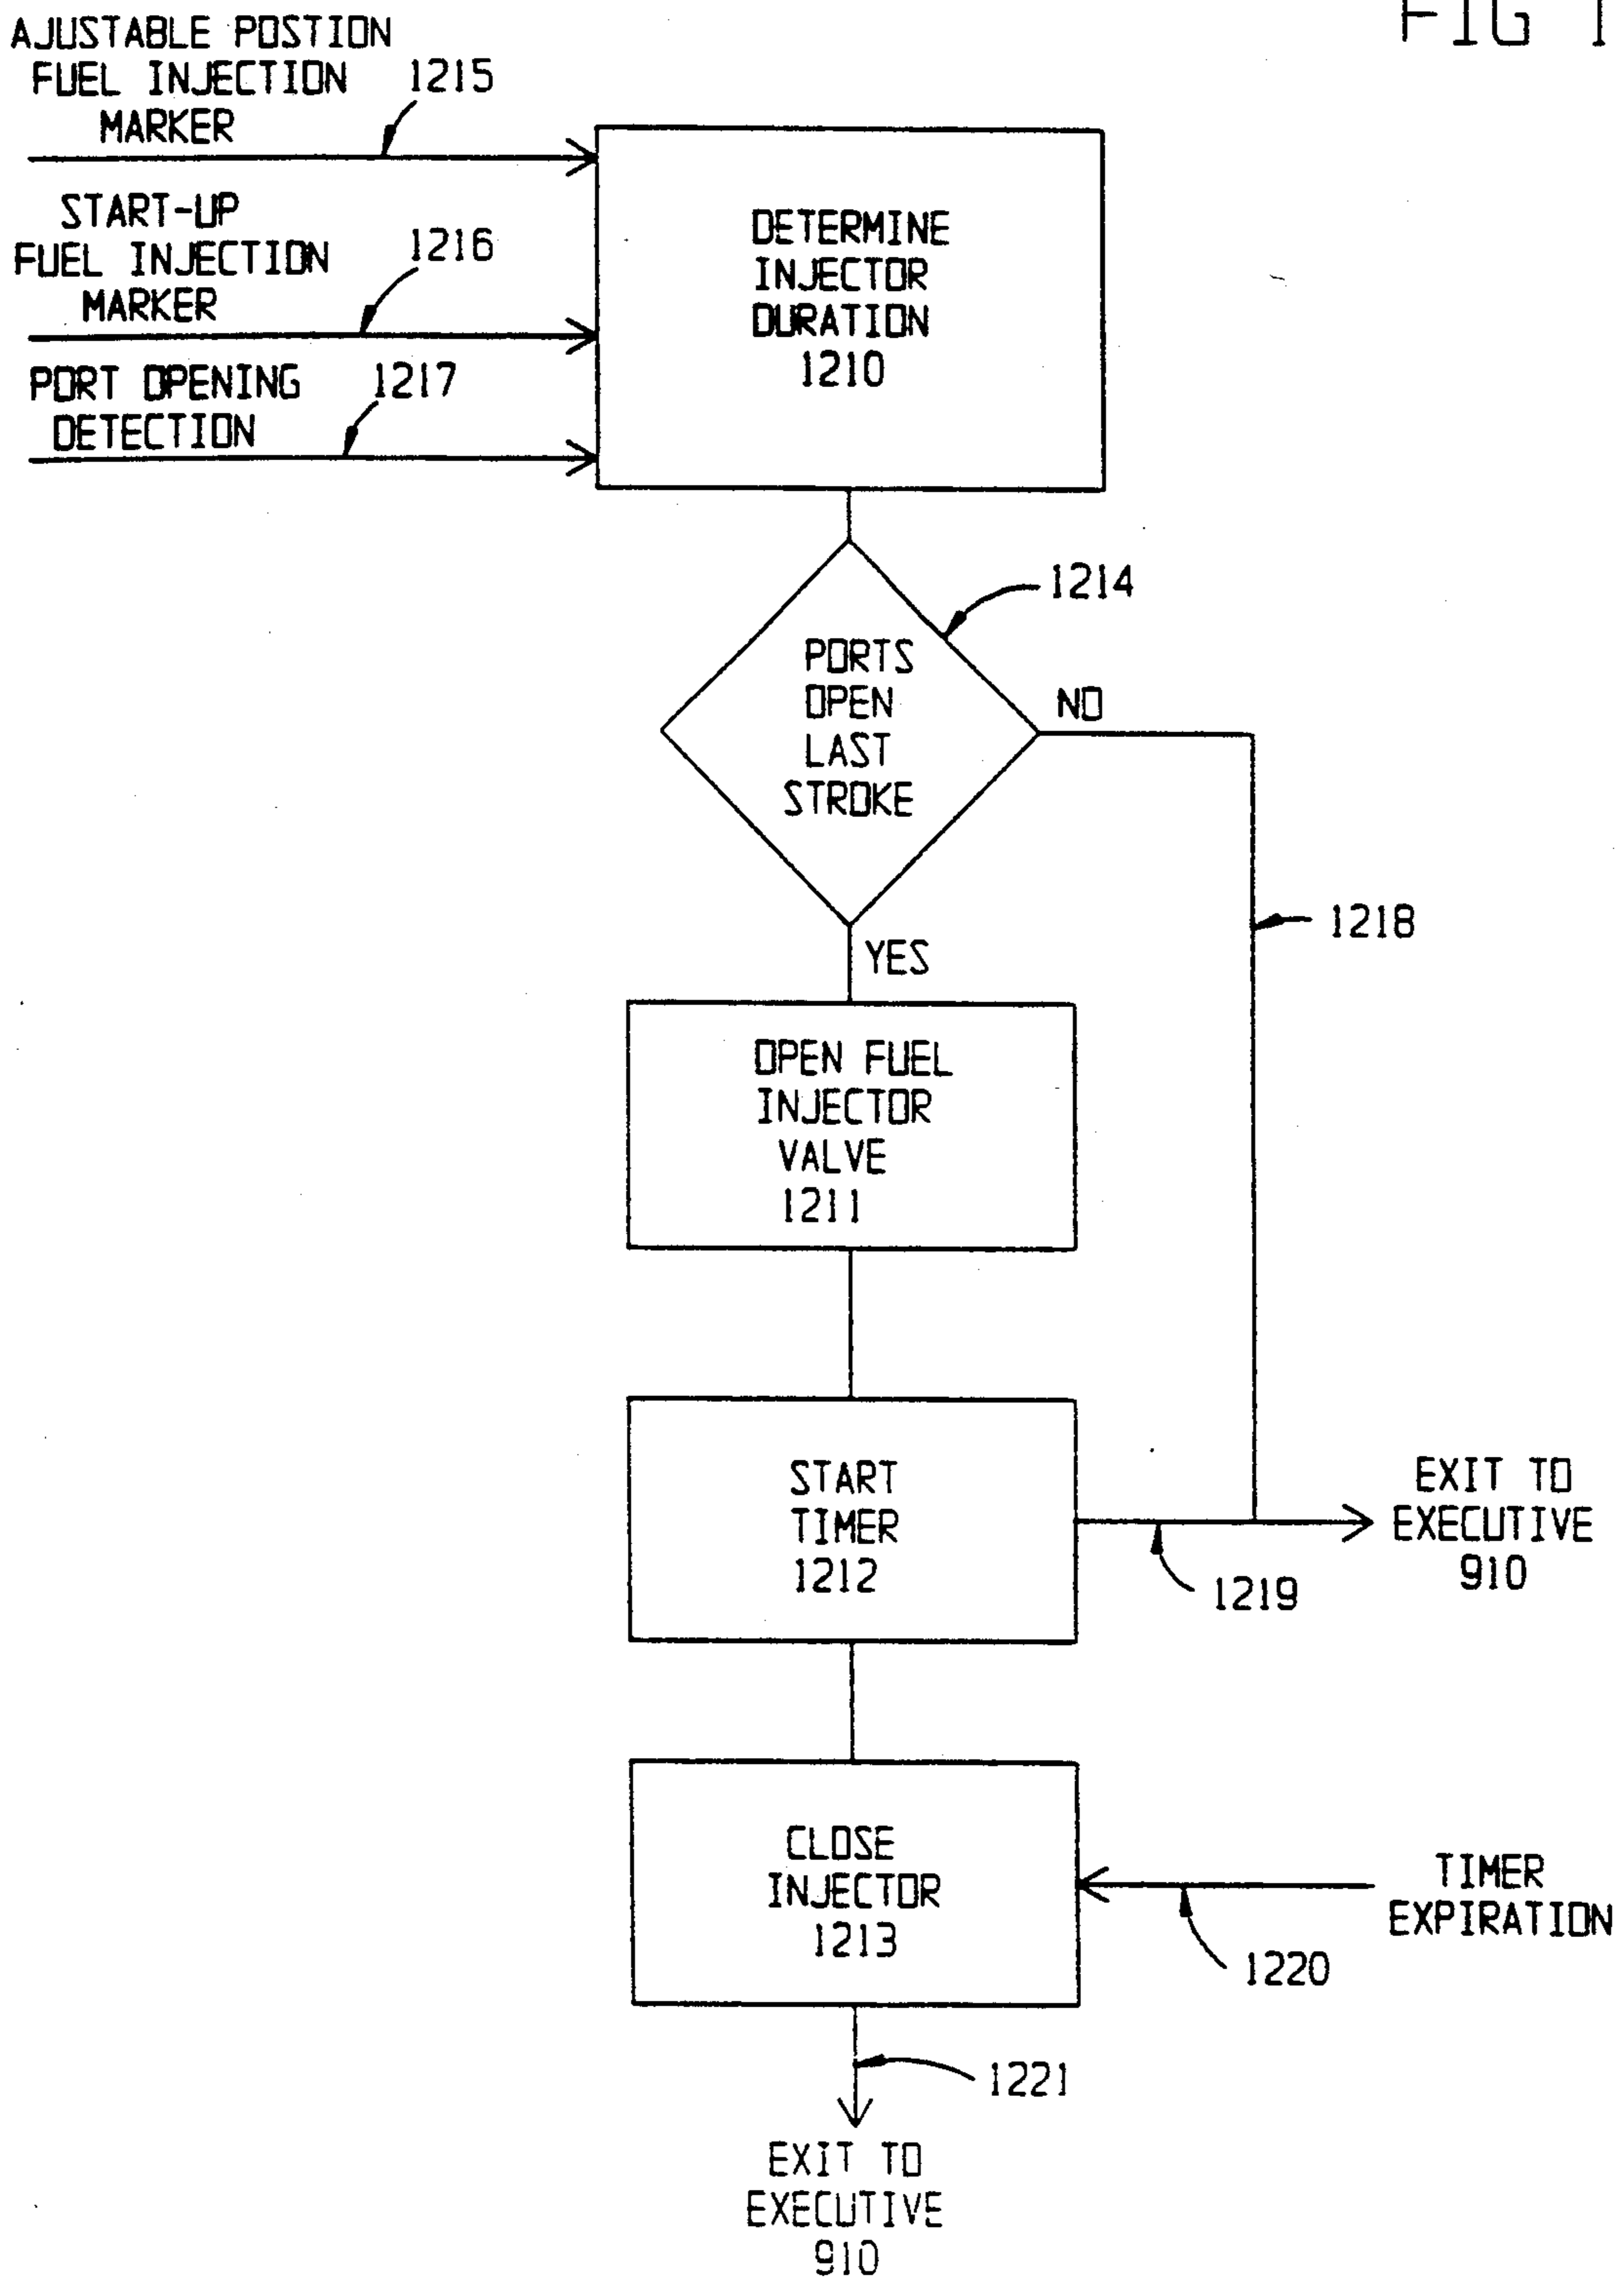 FIG 1
AJUSTABLE POSTION
FUEL INJECTION
MARKER
1215
START-UP
FUEL INJECTION
MARKER
1216
PORT OPENING
DETECTION
1217
DETERMINE
INJECTOR
DURATION
1210
1214
PORTS
OPEN
LAST
STROKE
NO
1218
YES
OPEN FUEL
INJECTOR
VALVE
1211
START
TIMER
1212
EXIT TO
EXECUTIVE
910
1219
CLOSE
INJECTOR
1213
TIMER
EXPIRATION
1220
1221
EXIT TO
EXECUTIVE
910